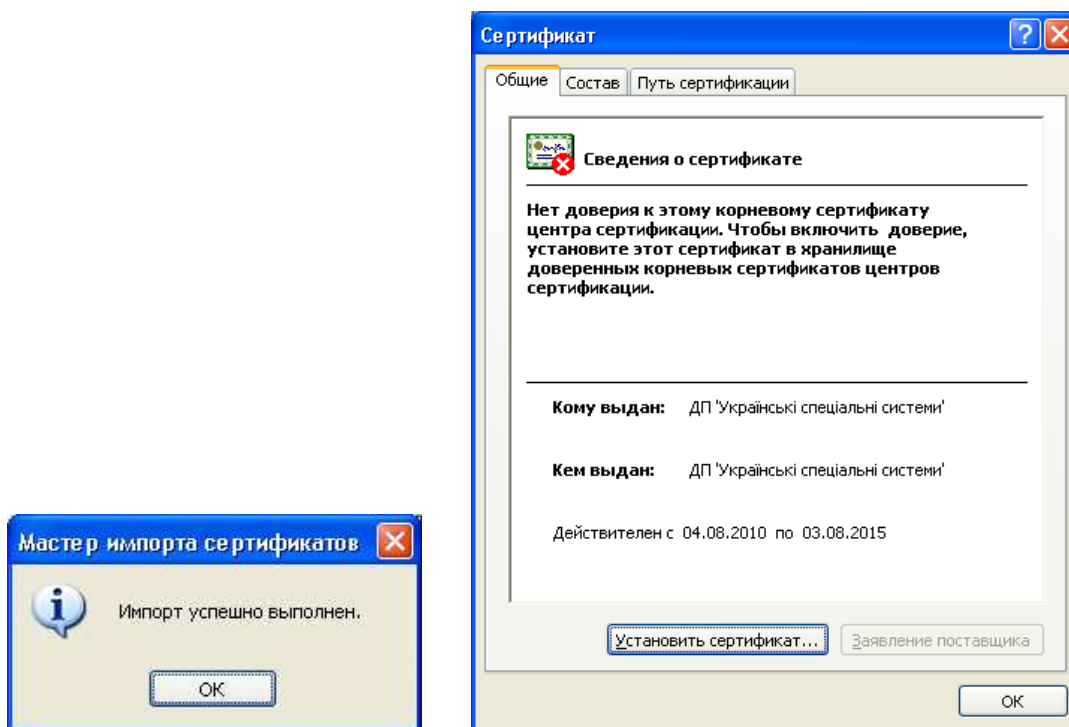 Сертификат
Общие
Состав
Путь сертификации
Сведения о сертификате
Нет доверия к этому корневому сертификату
центра сертификации. Чтобы включить доверие,
установите этот сертификат в хранилище
доверенных корневых сертификатов центров
сертификации.
Кому выдан: ДП 'Українські спеціальні системи'
Кем выдан: ДП 'Українські спеціальні системи'
Действителен с 04.08.2010 по 03.08.2015
Установить сертификат...
Заявление поставщика
ОК
Мастер импорта сертификатов
Импорт успешно выполнен.
ОК